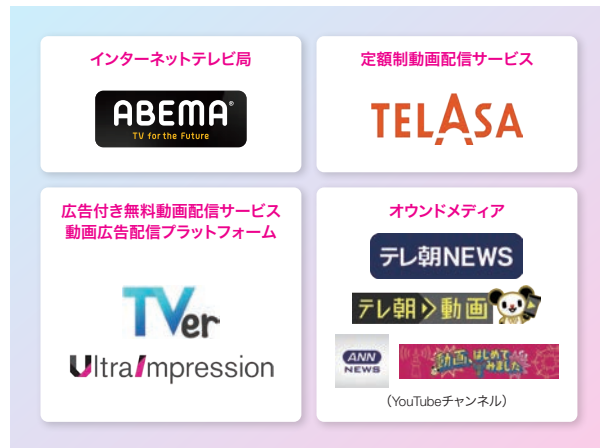 インターネットテレビ局
ABEMA®
TV for the Future
定額制動画配信サービス
TELASA
広告付き無料動画配信サービス
動画広告配信プラットフォーム
TVer
UltraImpression
オウンドメディア
テレ朝NEWS
テレ朝動画
ANN
NEWS
動画、はじめて
みました
（YouTubeチャンネル）